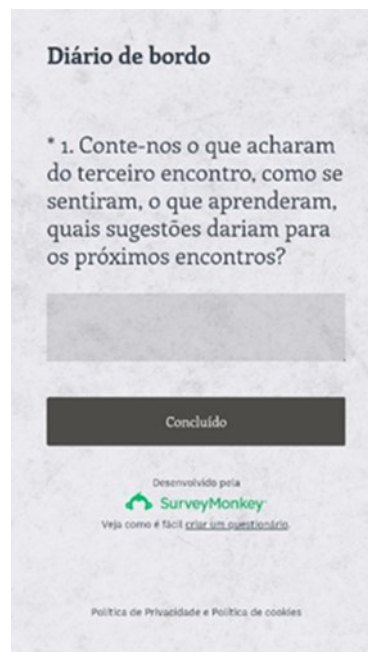 Diário de bordo
* 1. Conte-nos o que acharam
do terceiro encontro, como se
sentiram, o que aprenderam,
quais sugestões dariam para
os próximos encontros?
Concluído
Desenvolvido pela
SurveyMonkey
Veja como é fácil criar um questionário.
Política de Privacidade e Política de cookies